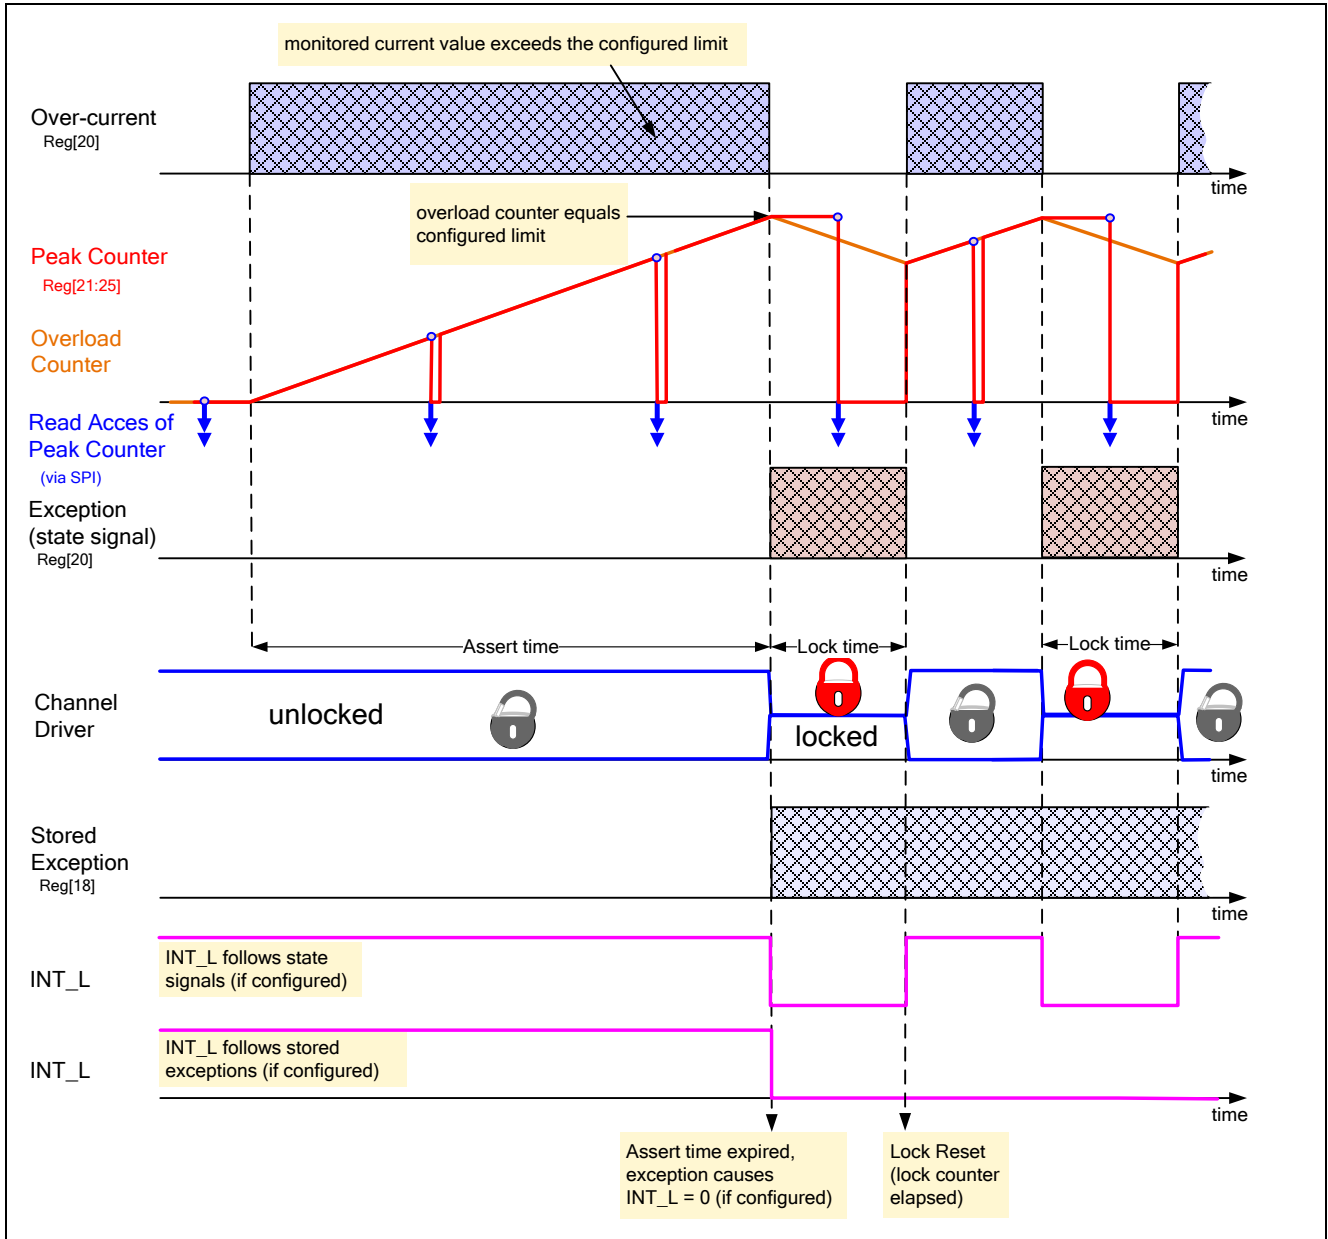 monitored current value exceeds the configured limit
Over-current
Reg[20]
time
overload counter equals
configured limit
Peak Counter
Reg[21:25]
Overload
Counter
time
Read Acces of
Peak Counter
(via SPI)
Exception
(state signal)
Reg[20]
time
Assert time
Lock time
Lock time
Channel
Driver
unlocked
locked
time
Stored
Exception
Reg[18]
time
INT_L follows state
signals (if configured)
INT_L
INT_L follows stored
exceptions (if configured)
INT_L
time
Assert time expired,
exception causes
INT_L = 0 (if configured)
Lock Reset
(lock counter
elapsed)